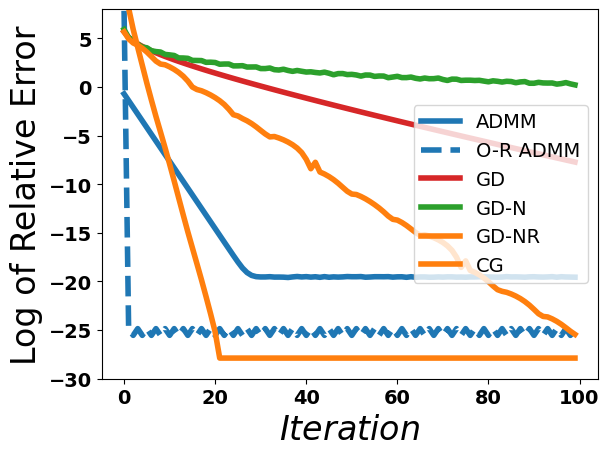 Log of Relative Error
5
0
−5
−10
−15
−20
−25
−30
ADMM
O-R ADMM
GD
GD-N
GD-NR
CG
0 20 40 60 80 100
Iteration